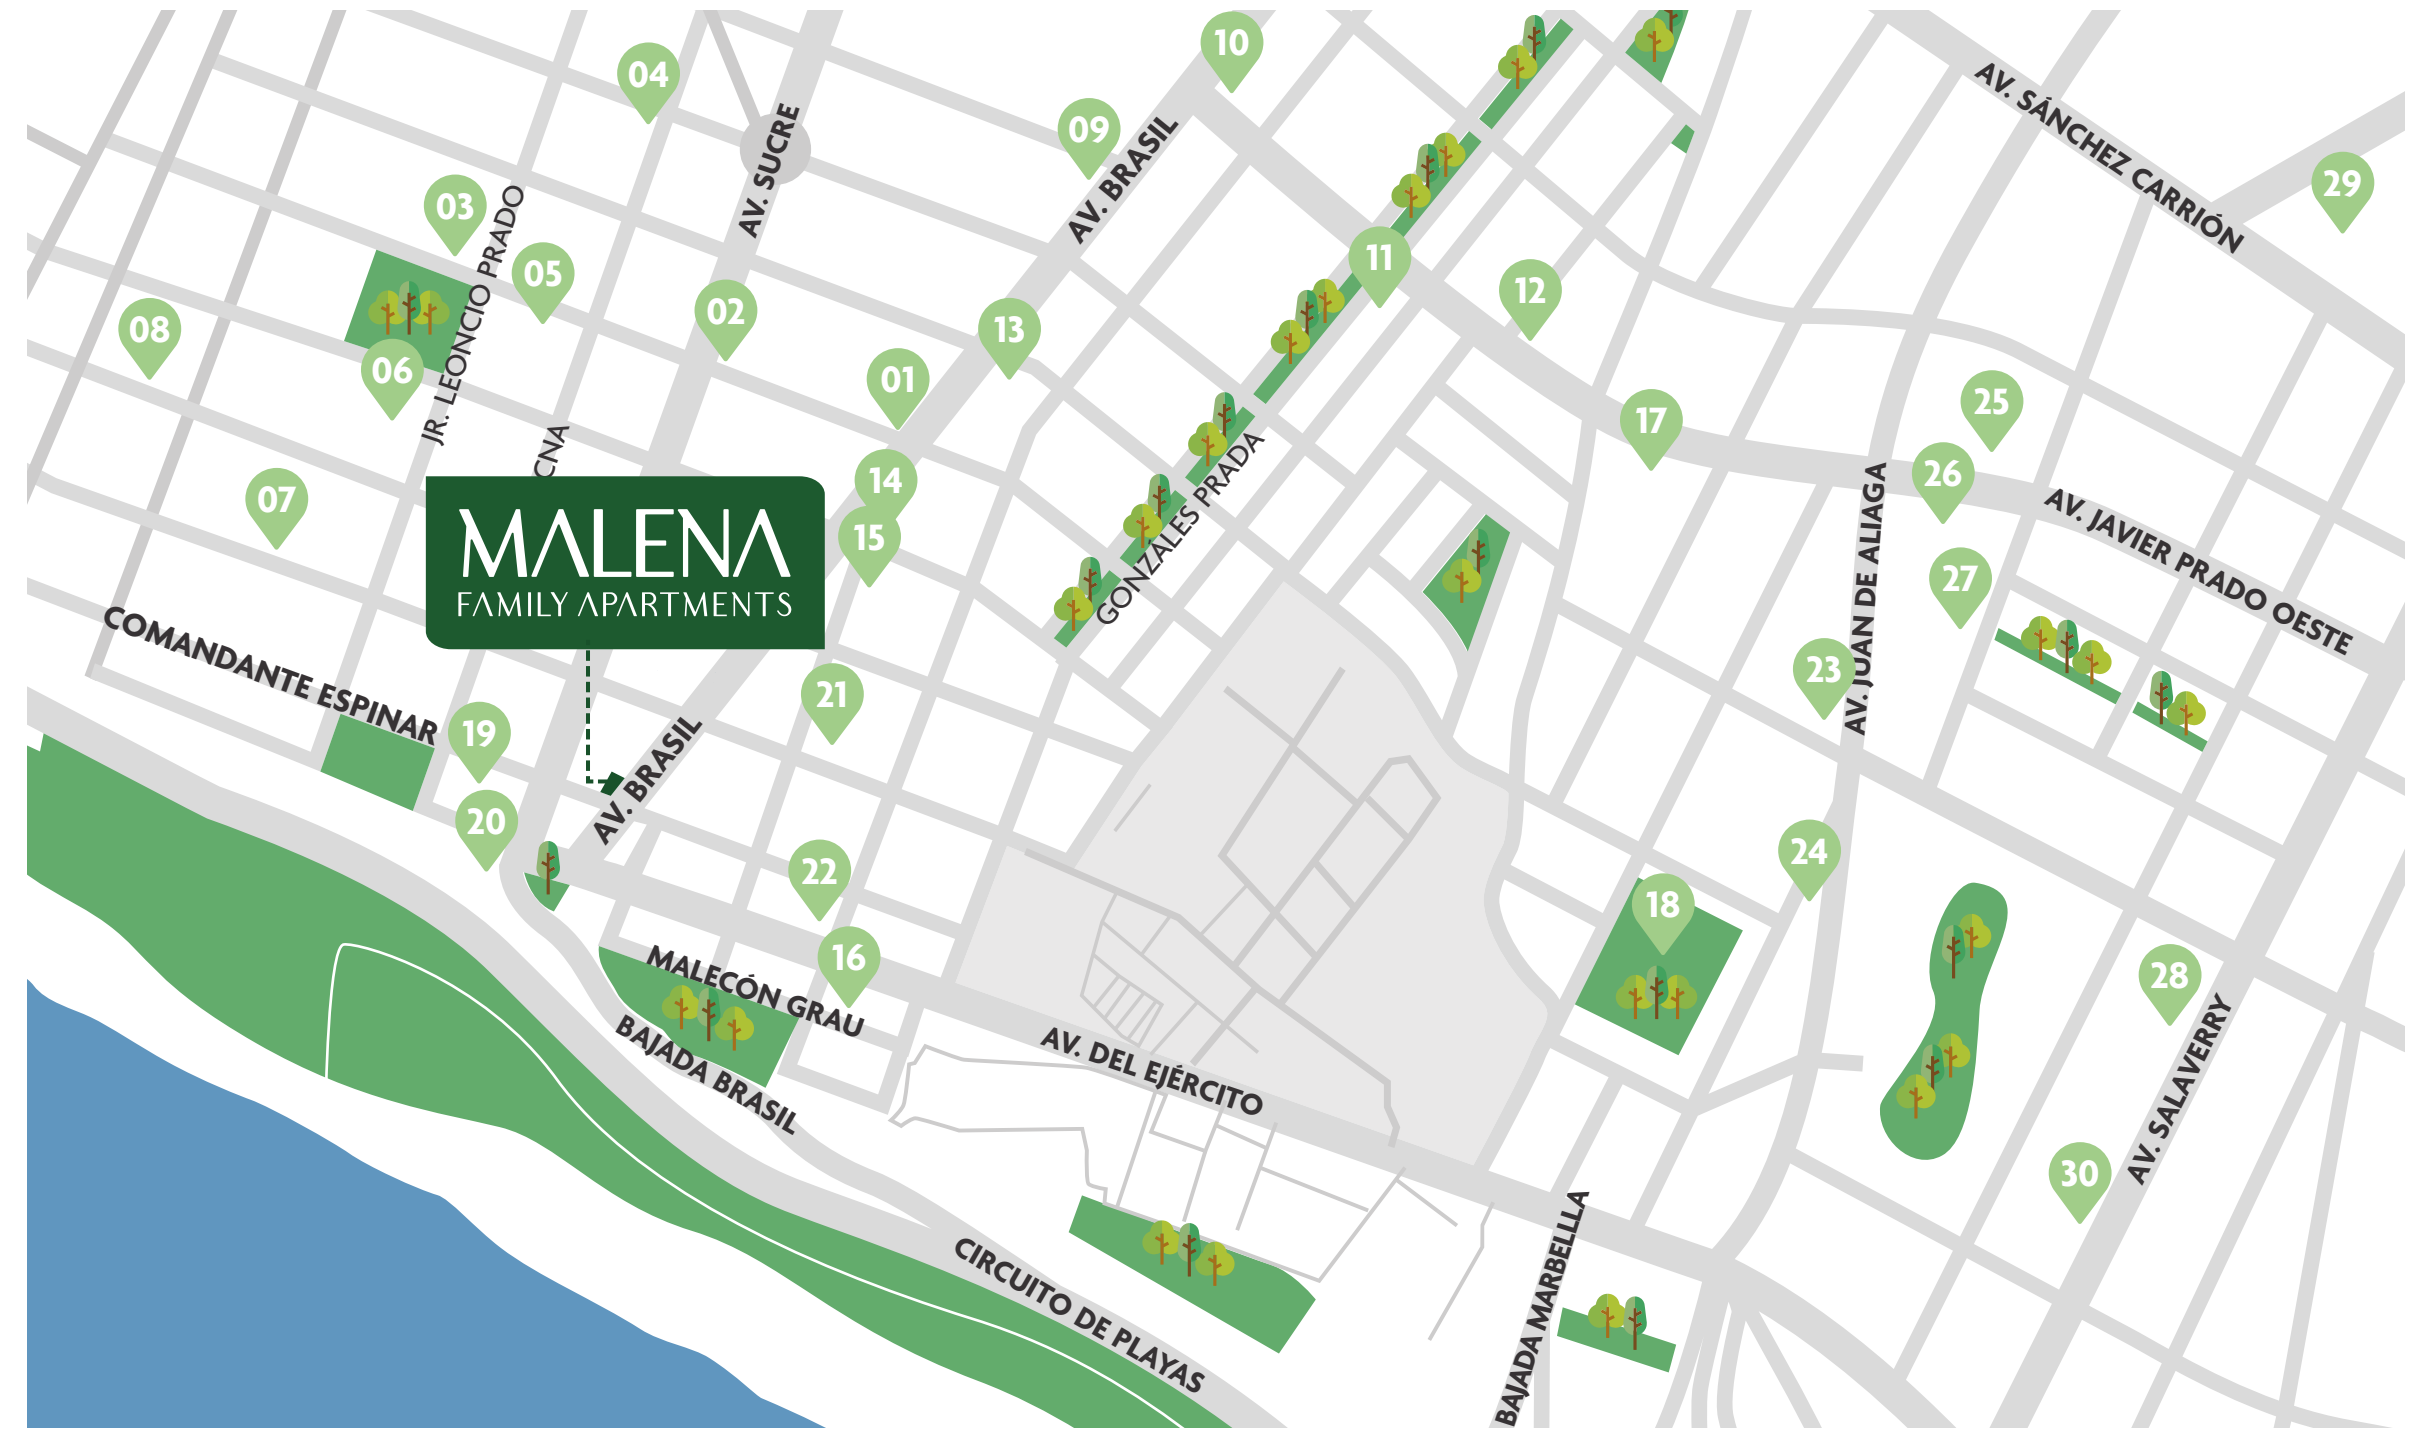 10
04
AV. SÁNCHEZ CARRIÓN
09
AV. SUCRE
AV. BRASIL
29
03
JR. LEONCIO PRADO
05
11
12
02
08
13
06
01
25
17
CNA
14
26
07
AV. JUAN DE ALIAGA
AV. JAVIER PRADO OESTE
GONZÁLES PRADA
15
MALENA
FAMILY APARTMENTS
27
COMANDANTE ESPINAR
23
21
19
AV. BRASIL
20
24
22
18
16
MALECÓN GRAU
28
BAJADA BRASIL
AV. DEL EJÉRCITO
AV. SALAVERRY
30
BAJADA MARBELLLA
CIRCUITO DE PLAYAS